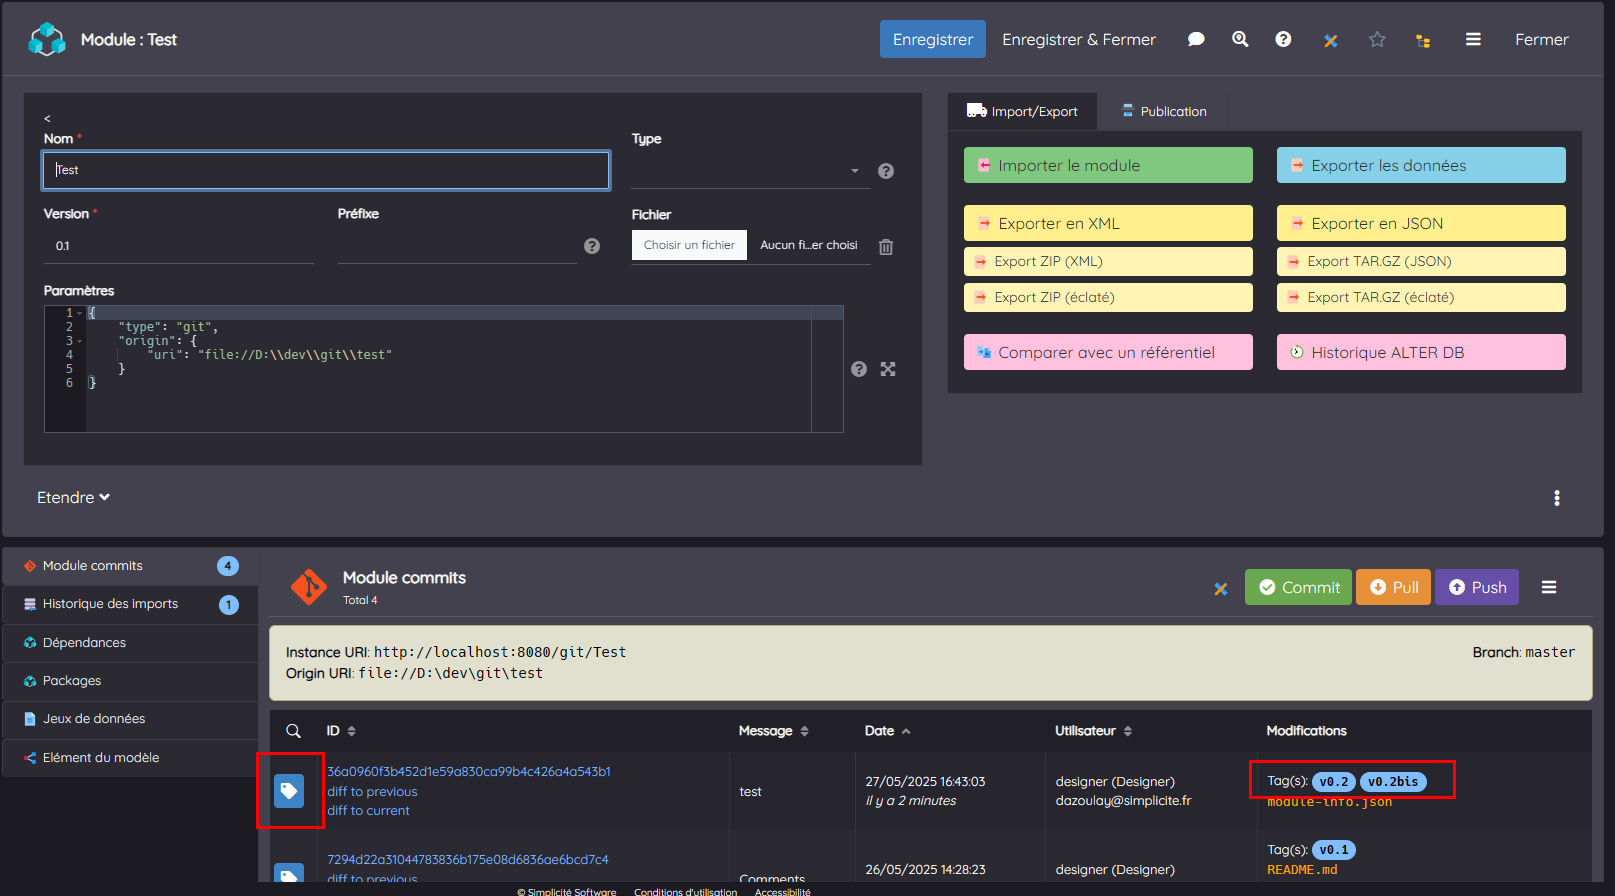 Module : Test
Enregistrer
Enregistrer & Fermer
Fermer
<
Nom *
Type
Test
Version *
Préfixe
Fichier
0.1
Choisir un fichier
Aucun fi...er choisi
Paramètres
1 {
2 "type": "git",
3 "origin": {
4 "uri": "file://D:\\dev\\git\\test"
5 }
6 }
Etendre
Import/Export
Publication
Importer le module
Exporter les données
Exporter en XML
Exporter en JSON
Export ZIP (XML)
Export TAR.GZ (JSON)
Export ZIP (éclaté)
Export TAR.GZ (éclaté)
Comparer avec un référentiel
Historique ALTER DB
Module commits 4
Historique des imports 1
Dépendances
Packages
Jeux de données
Elément du modèle
Module commits
Total 4
Commit
Pull
Push
Instance URI: http://localhost:8080/git/Test
Branch: master
Origin URI: file://D:\dev\git\test
ID
Message
Date
Utilisateur
Modifications
36a0960f3b452d1e59a830ca99b4c426a4a543b1
diff to previous
diff to current
test
27/05/2025 16:43:03
il y a 2 minutes
designer (Designer)
dazoulay@simplicite.fr
Tag(s): v0.2 v0.2bis
module-info.json
7294d22a31044783836b175e08d6836ae6bcd7c4
diff to previous
Comments
26/05/2025 14:28:23
designer (Designer)
Tag(s): v0.1
README.md
© Simplicité Software
Conditions d'utilisation
Accessibilité